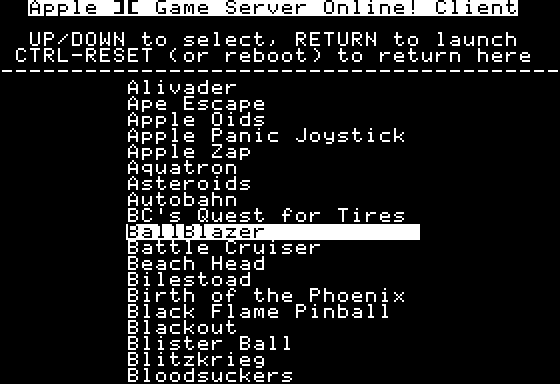 Apple ][ Game Server Online! Client
UP/DOWN to select, RETURN to launch
CTRL-RESET (or reboot) to return here
Alivader
Ape Escape
Apple Oids
Apple Panic Joystick
Apple Zap
Aquatron
Asteroids
Autobahn
BC's Quest for Tires
BallBlazer
Battle Cruiser
Beach Head
Bilestoad
Birth of the Phoenix
Black Flame Pinball
Blackout
Blister Ball
Blitzkrieg
Bloodsuckers